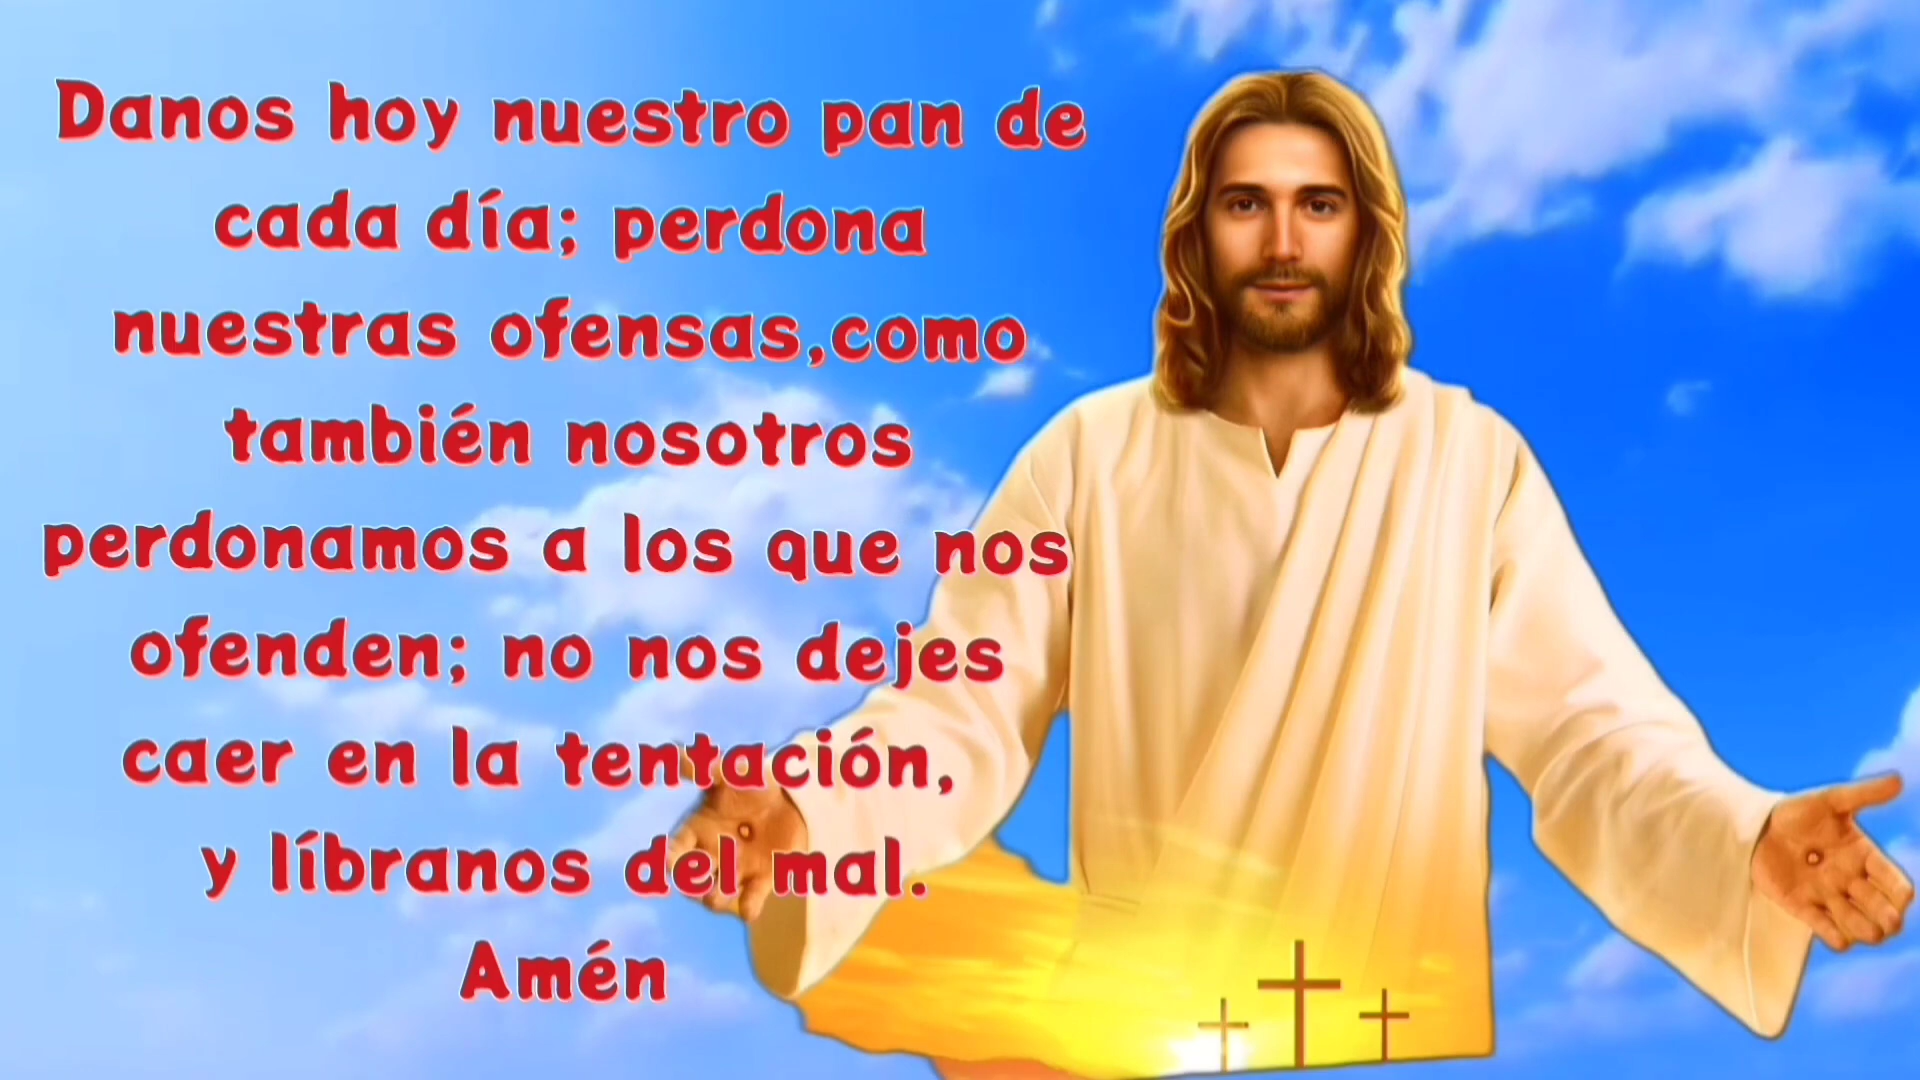 Danos hoy nuestro pan de
cada día; perdona
nuestras ofensas,como
también nosotros
perdonamos a los que nos
ofenden; no nos dejes
caer en la tentación,
y líbranos del mal.
Amén